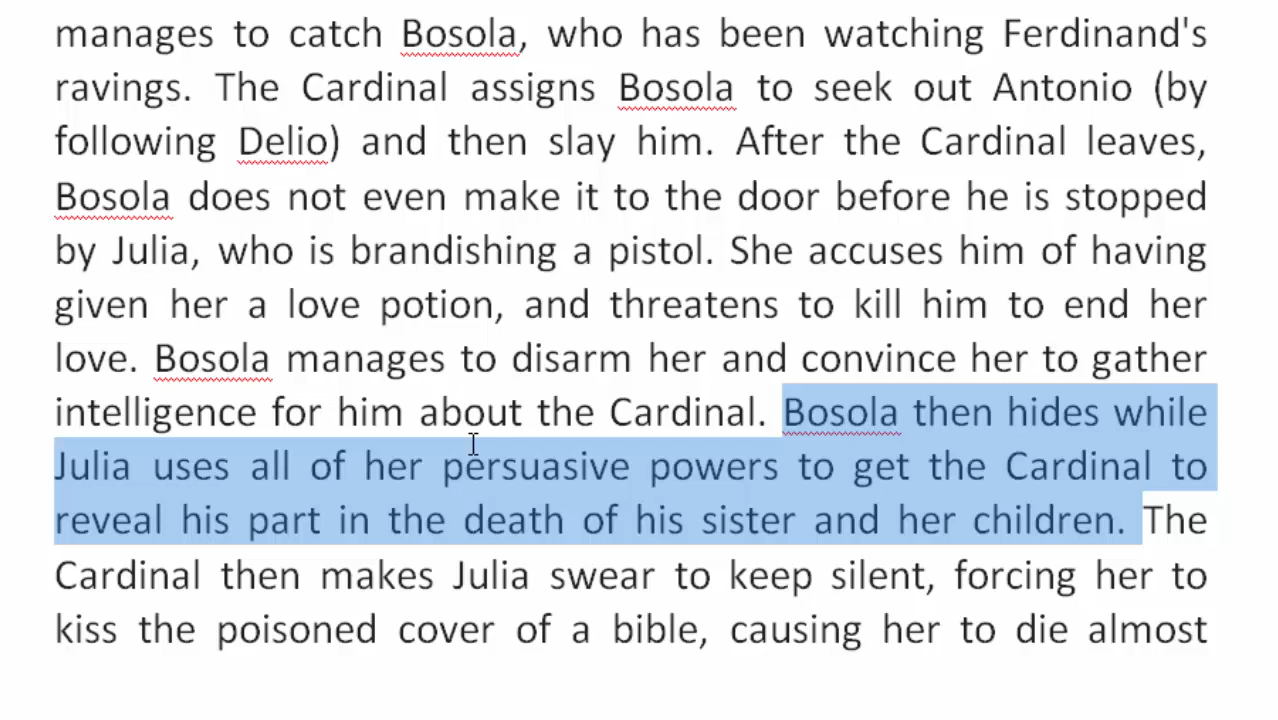 manages to catch Bosola, who has been watching Ferdinand's
ravings. The Cardinal assigns Bosola to seek out Antonio (by
following Delio) and then slay him. After the Cardinal leaves,
Bosola does not even make it to the door before he is stopped
by Julia, who is brandishing a pistol. She accuses him of having
given her a love potion, and threatens to kill him to end her
love. Bosola manages to disarm her and convince her to gather
intelligence for him about the Cardinal. Bosola then hides while
Julia uses all of her persuasive powers to get the Cardinal to
reveal his part in the death of his sister and her children. The
Cardinal then makes Julia swear to keep silent, forcing her to
kiss the poisoned cover of a bible, causing her to die almost